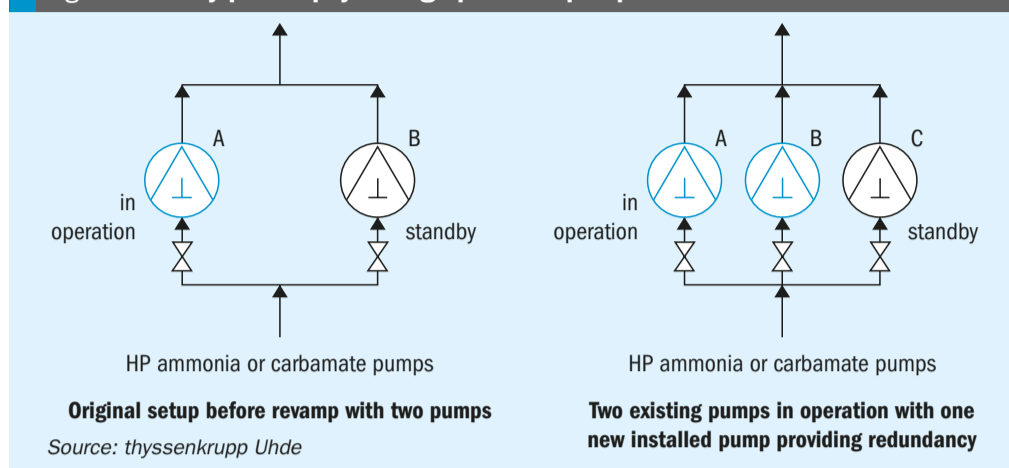 A
B
in
operation
standby
HP ammonia or carbamate pumps
Original setup before revamp with two pumps
Source: thyssenkrupp Uhde
A
B
C
in
operation
standby
HP ammonia or carbamate pumps
Two existing pumps in operation with one
new installed pump providing redundancy